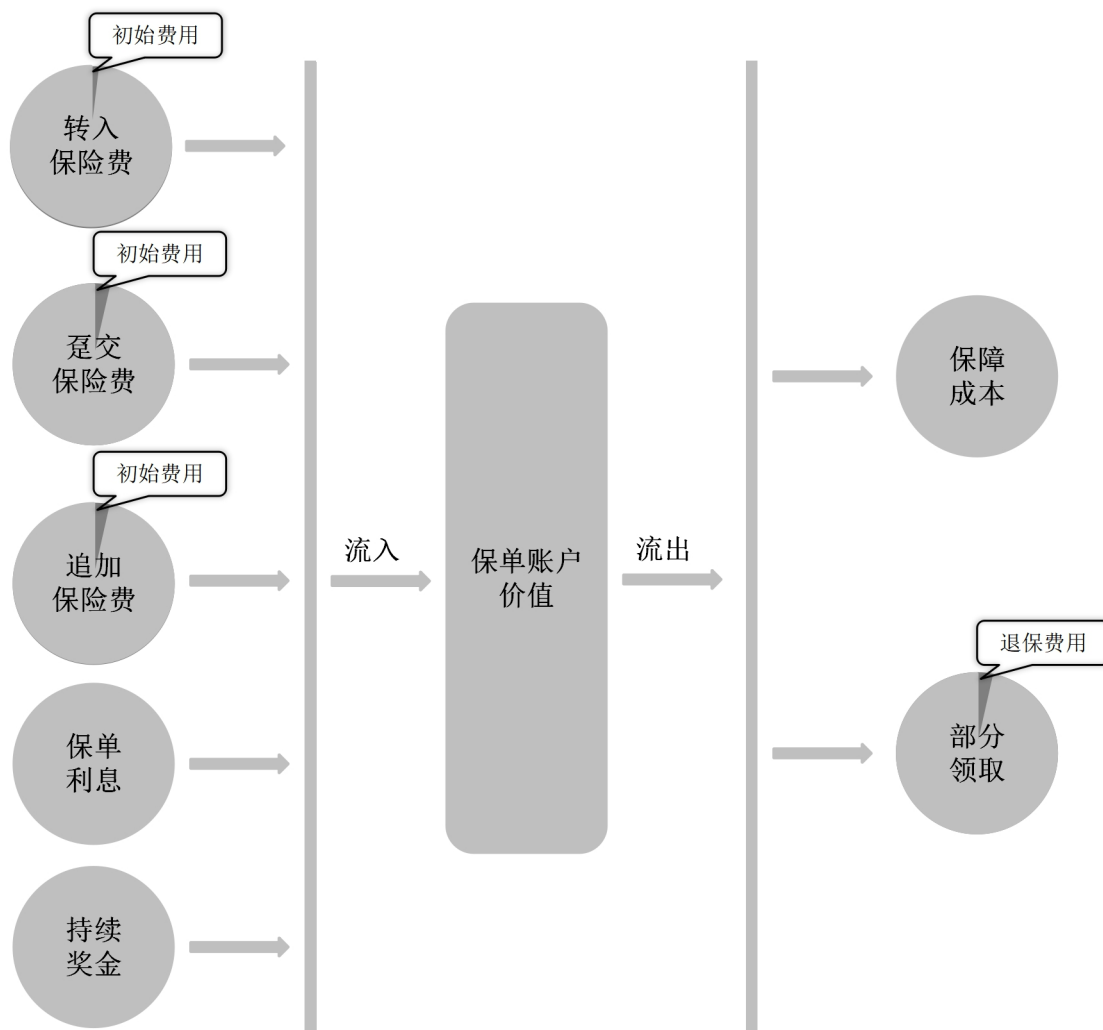 初始费用
转入
保险费
初始费用
趸交
保险费
初始费用
追加
保险费
保单
利息
持续
奖金
流入
保单账户
价值
流出
保障
成本
退保费用
部分
领取